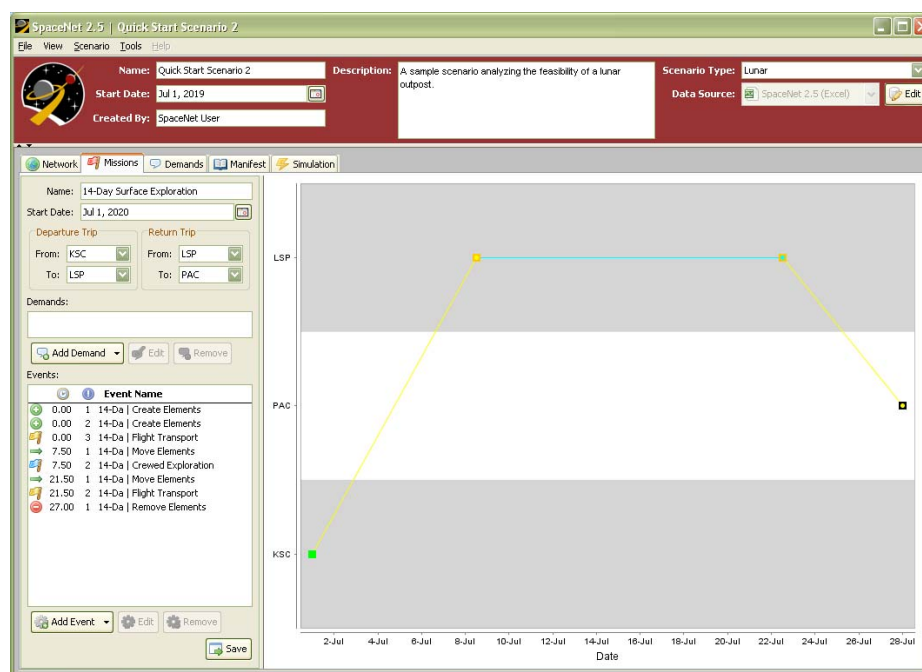 SpaceNet 2.5 | Quick Start Scenario 2
File View Scenario Tools Help
Name: Quick Start Scenario 2
Start Date: Jul 1, 2019
Created By: SpaceNet User
Description: A sample scenario analyzing the feasibility of a lunar
outpost.
Scenario Type: Lunar
Data Source: SpaceNet 2.5 (Excel) Edit
Network Missions Demands Manifest Simulation
Name: 14-Day Surface Exploration
Start Date: Jul 1, 2020
Departure Trip Return Trip
From: KSC From: LSP
To: LSP To: PAC
Demands:
Add Demand Edit Remove
Events:
Event Name
0.00 1 14-Da | Create Elements
0.00 2 14-Da | Create Elements
0.00 3 14-Da | Flight Transport
7.50 1 14-Da | Move Elements
7.50 2 14-Da | Crewed Exploration
21.50 1 14-Da | Move Elements
21.50 2 14-Da | Flight Transport
27.00 1 14-Da | Remove Elements
Add Event Edit Remove
Save
LSP
PAC
KSC
2-Jul 4-Jul 6-Jul 8-Jul 10-Jul 12-Jul 14-Jul 16-Jul 18-Jul 20-Jul 22-Jul 24-Jul 26-Jul 28-Jul
Date